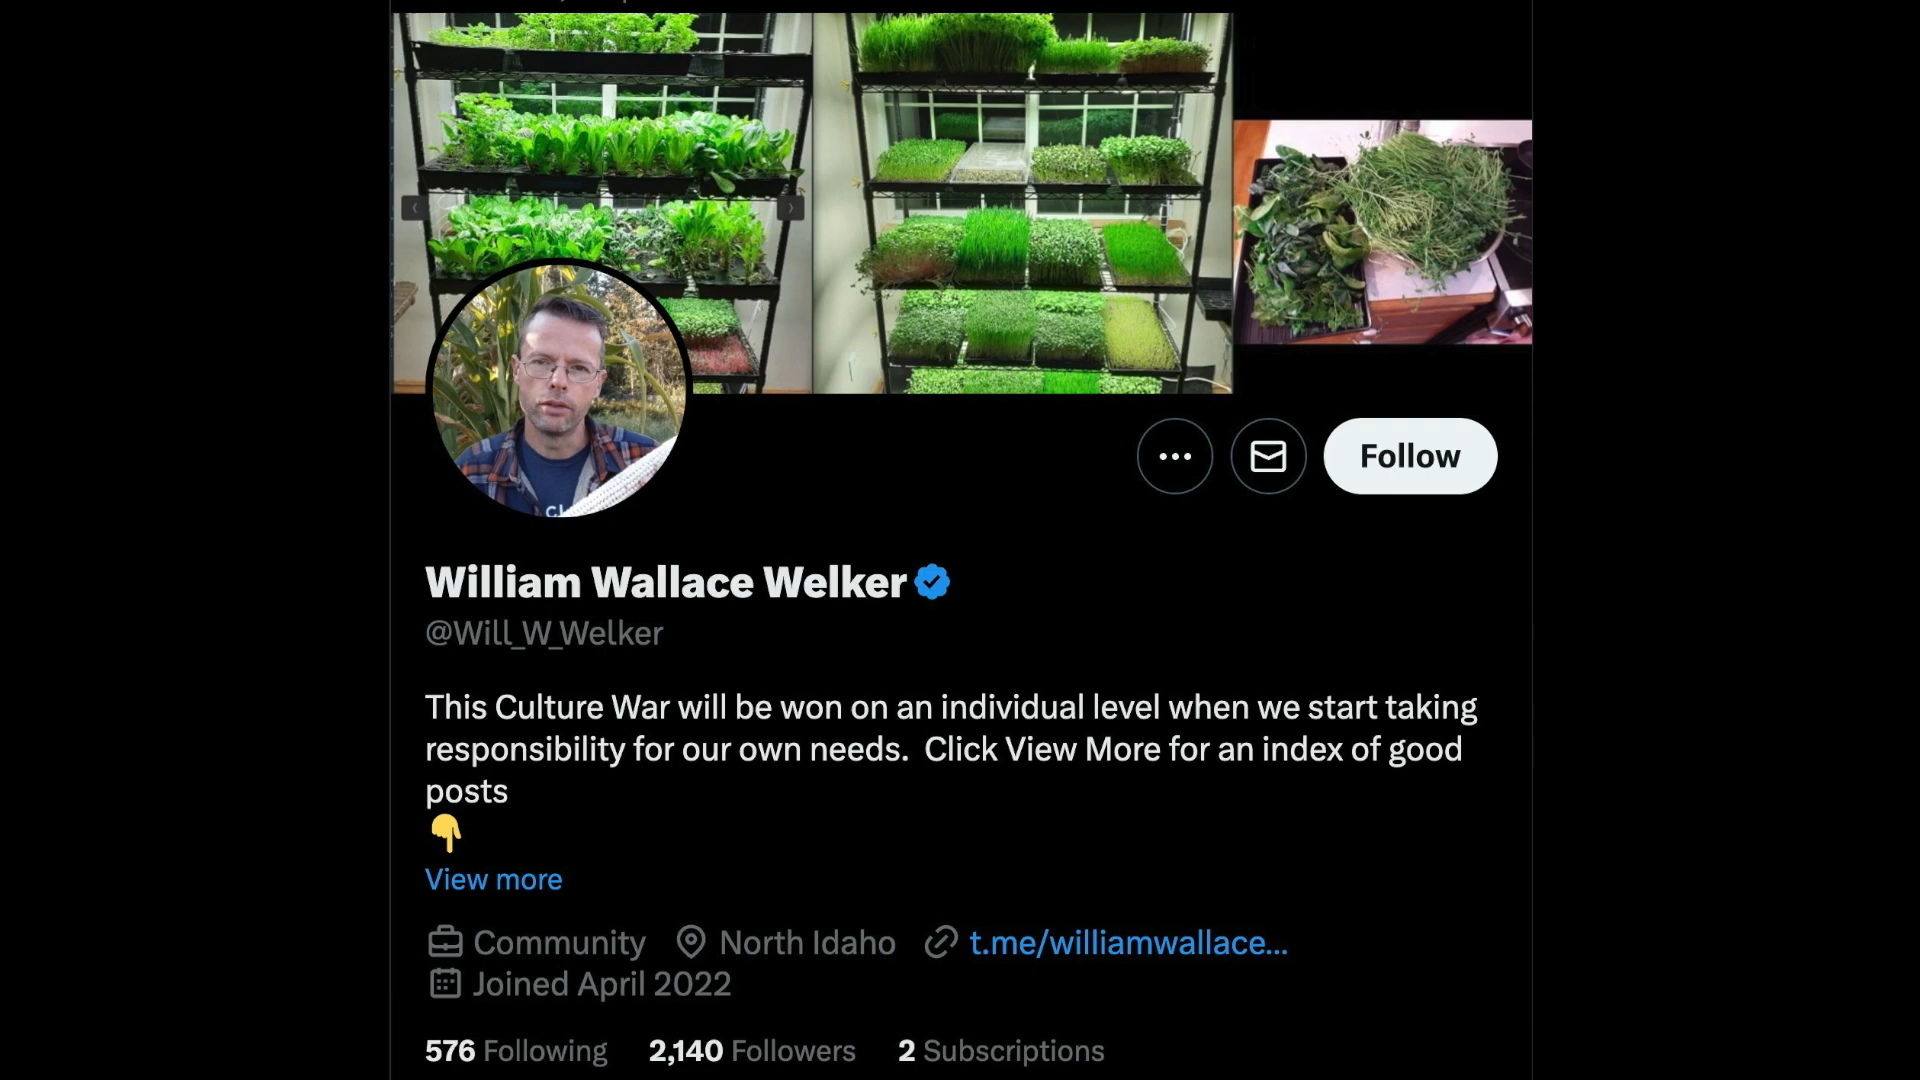 Follow
William Wallace Welker
@Will_W_Welker
This Culture War will be won on an individual level when we start taking
responsibility for our own needs.  Click View More for an index of good
posts
👇
View more
Community North Idaho t.me/williamwallace...
Joined April 2022
576 Following 2,140 Followers 2 Subscriptions